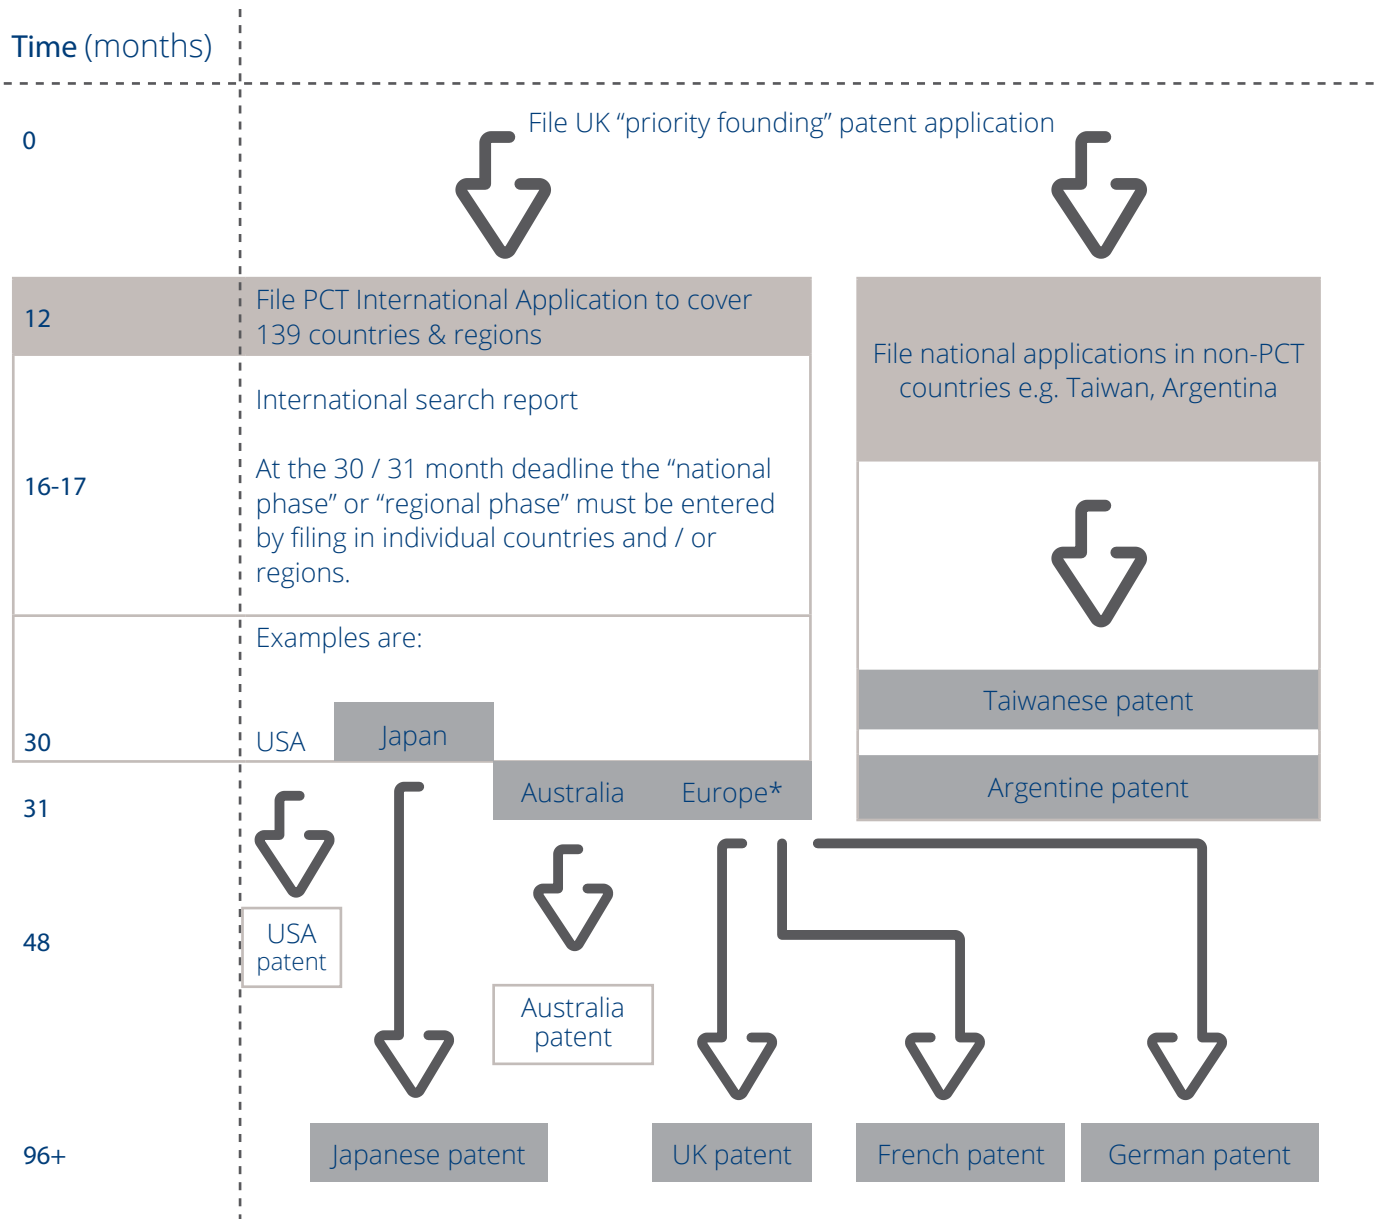 Time (months)
0
File UK “priority founding” patent application
12
File PCT International Application to cover
139 countries & regions
File national applications in non-PCT
countries e.g. Taiwan, Argentina
16-17
International search report
At the 30 / 31 month deadline the “national
phase” or “regional phase” must be entered
by filing in individual countries and / or
regions.
Examples are:
30
USA
Japan
Taiwanese patent
31
Australia
Europe*
Argentine patent
48
USA
patent
Australia
patent
96+
Japanese patent
UK patent
French patent
German patent